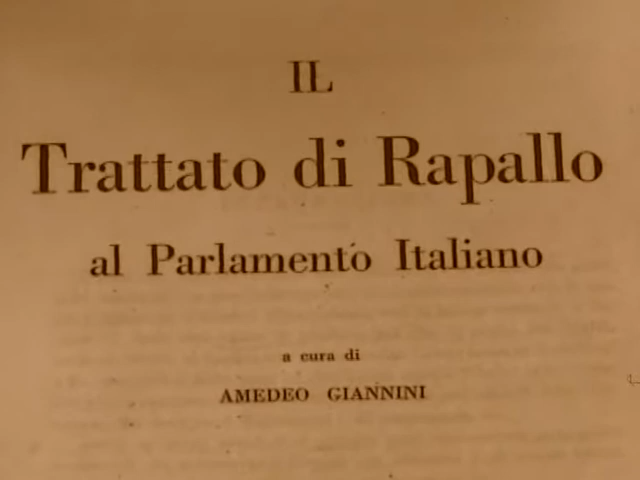 IL
Trattato di Rapallo
al Parlamento Italiano
a cura di
AMEDEO GIANNINI